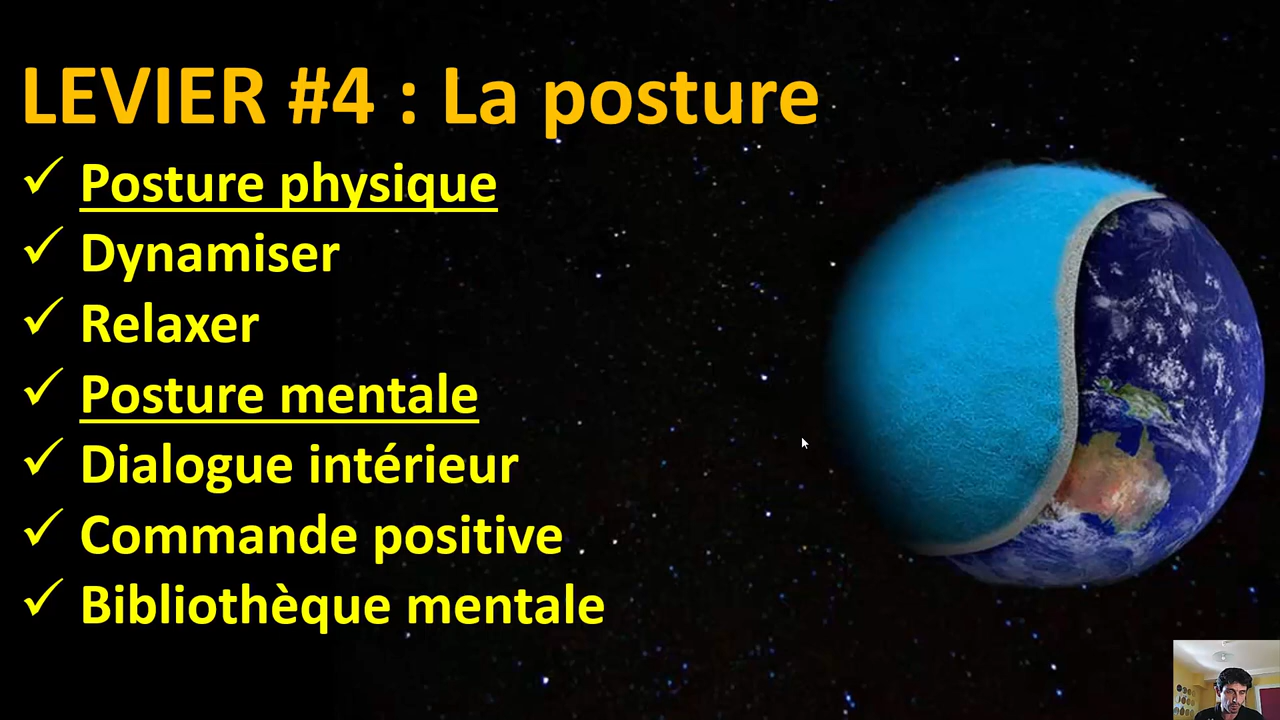 LEVIER #4 : La posture
✓ Posture physique
✓ Dynamiser
✓ Relaxer
✓ Posture mentale
✓ Dialogue intérieur
✓ Commande positive
✓ Bibliothèque mentale